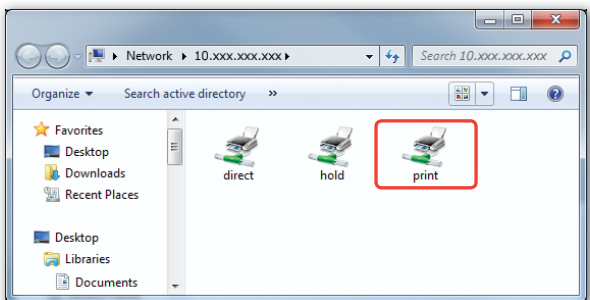 Network 10.xxx.xxx.xxx
Search 10.xxx.xxx.xxx
Organize Search active directory »
Favorites
Desktop
Downloads
Recent Places
Desktop
Libraries
Documents
direct hold print